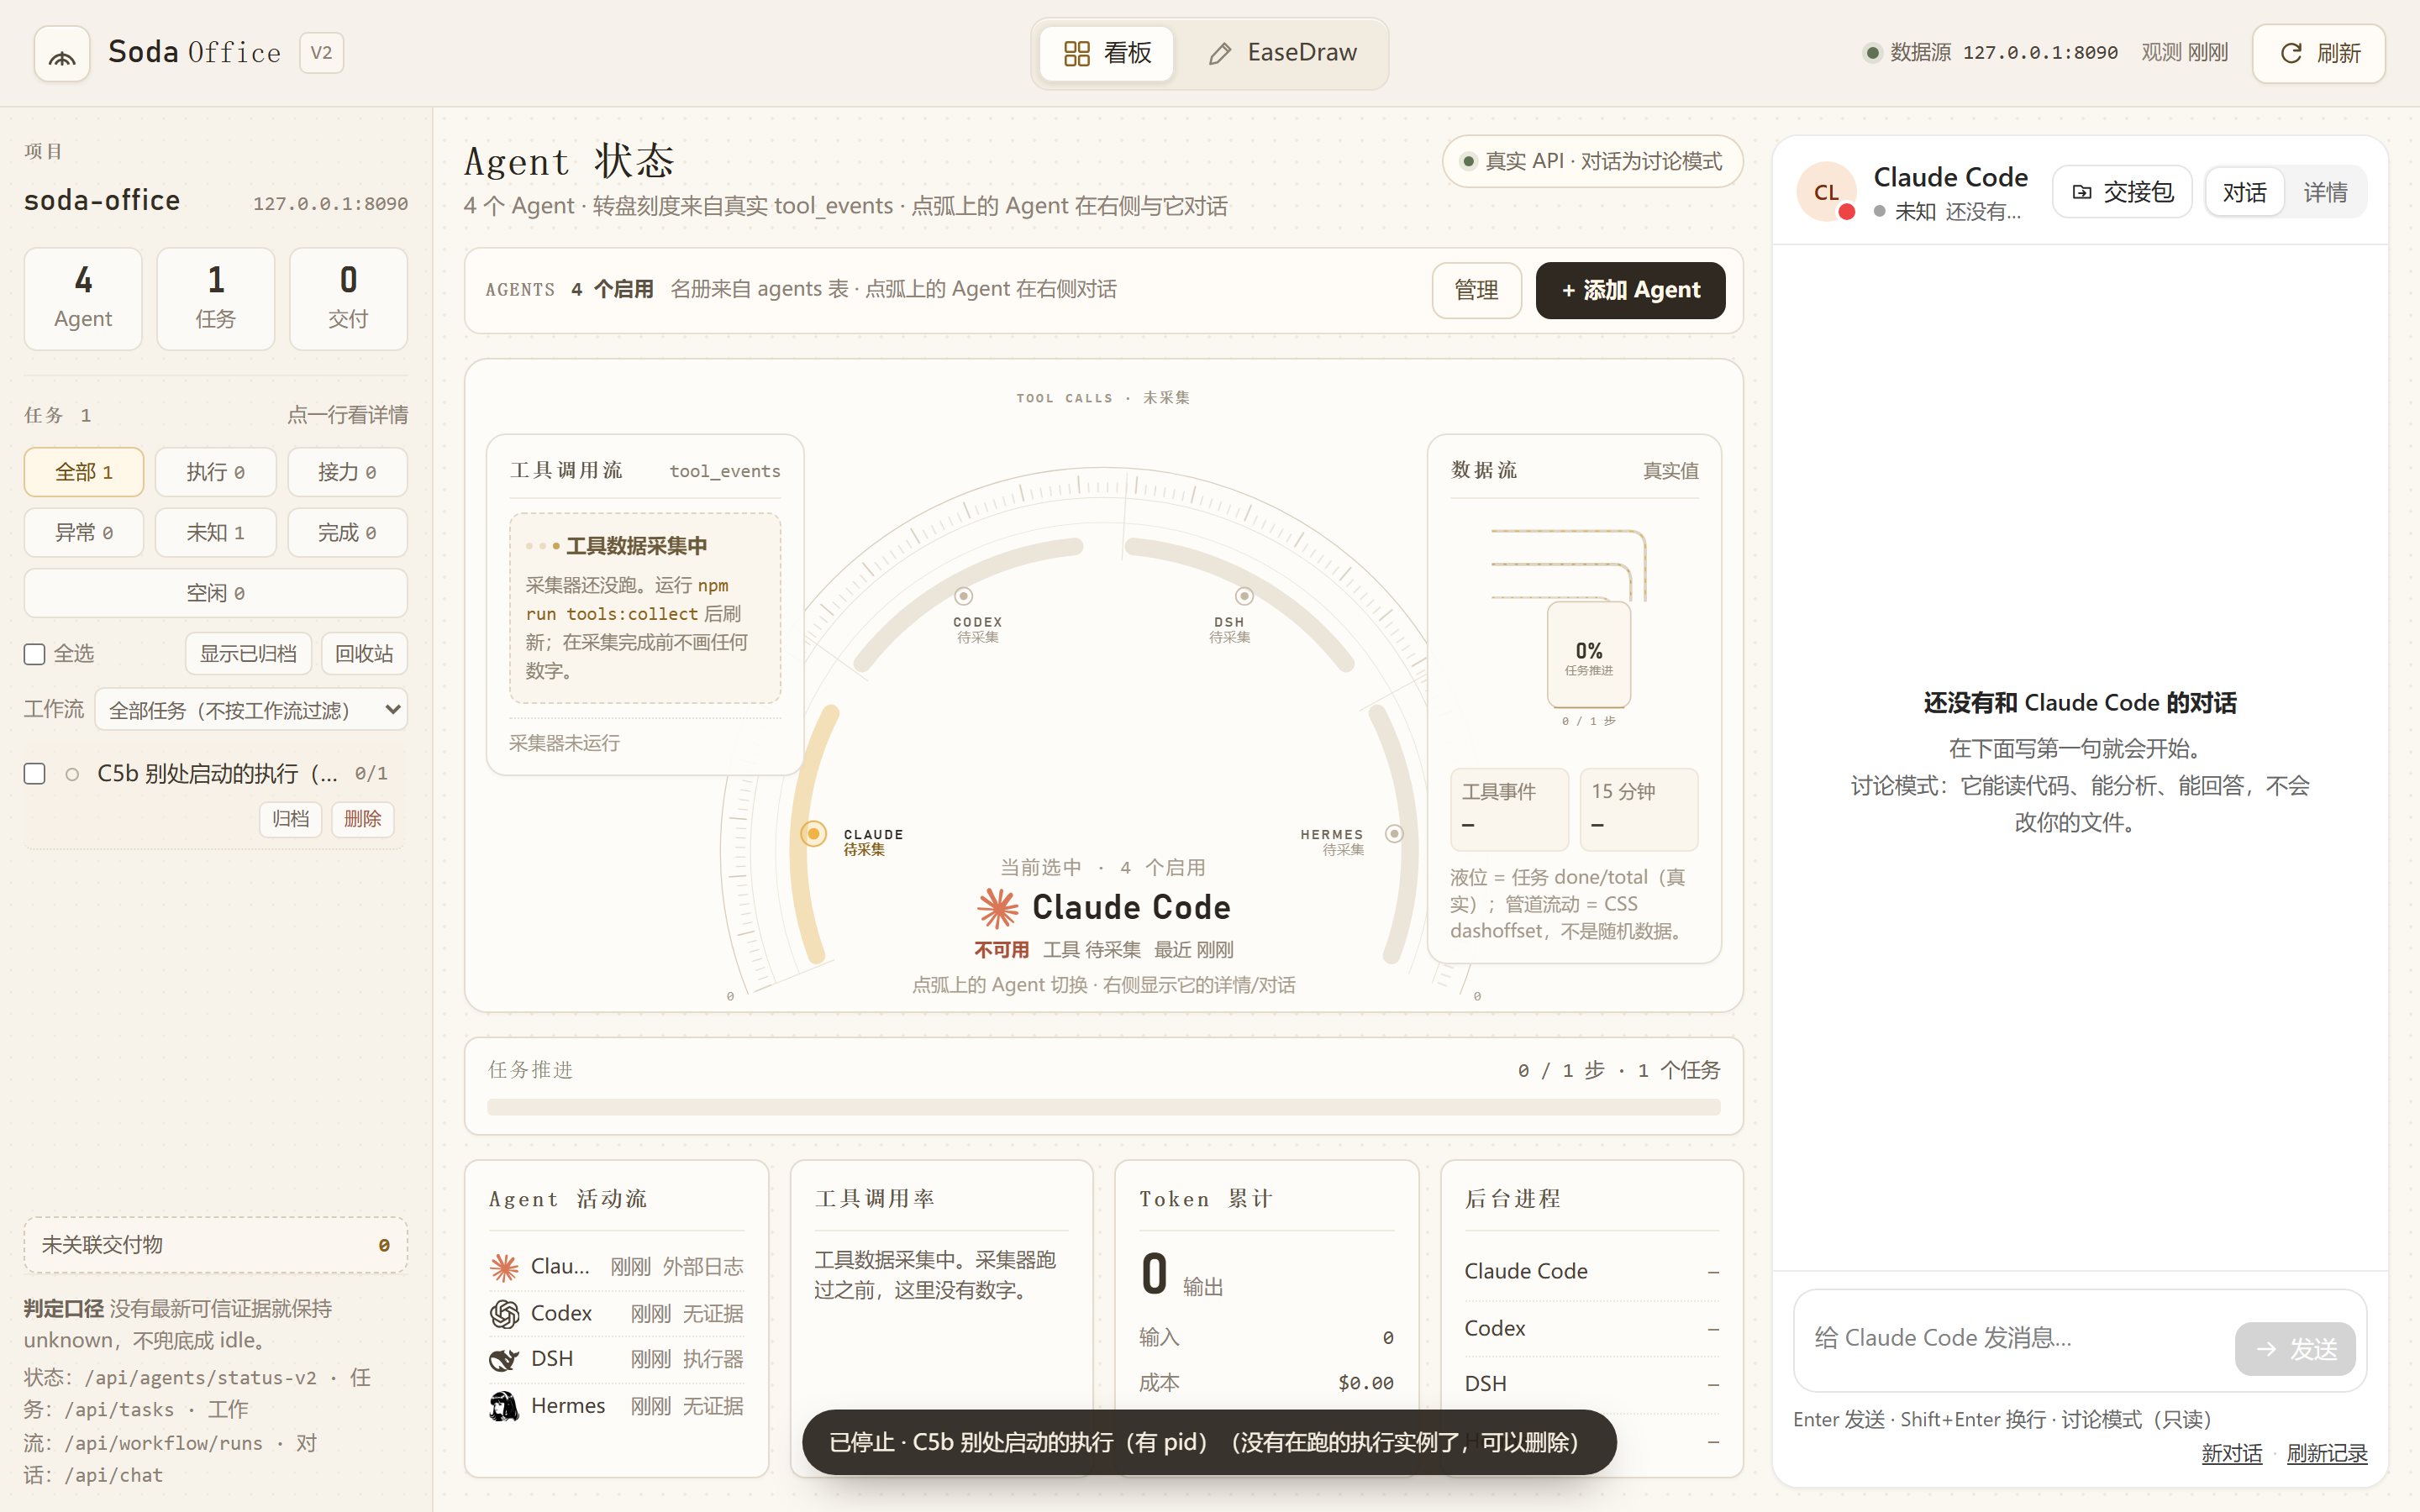 Soda Office V2
看板
EaseDraw
数据源 127.0.0.1:8090 观测 刚刚
刷新
项目
soda-office 127.0.0.1:8090
4 Agent
1 任务
0 交付
任务 1 点一行看详情
全部 1
执行 0
接力 0
异常 0
未知 1
完成 0
空闲 0
全选
显示已归档
回收站
工作流 全部任务（不按工作流过滤）
C5b 别处启动的执行（... 0/1
归档
删除
未关联交付物 0
判定口径 没有最新可信证据就保持
unknown，不兜底成 idle。
状态：/api/agents/status-v2 · 任
务：/api/tasks · 工作
流：/api/workflow/runs · 对
话：/api/chat
Agent 状态
真实 API · 对话为讨论模式
4 个 Agent · 转盘刻度来自真实 tool_events · 点弧上的 Agent 在右侧与它对话
AGENTS 4 个启用 名册来自 agents 表 · 点弧上的 Agent 在右侧对话
管理
+ 添加 Agent
TOOL CALLS · 未采集
工具调用流 tool_events
工具数据采集中
采集器还没跑。运行 npm
run tools:collect 后刷
新；在采集完成前不画任何
数字。
采集器未运行
CODEX
待采集
DSH
待采集
CLAUDE
待采集
HERMES
待采集
0
0
当前选中 · 4 个启用
Claude Code
不可用 工具 待采集 最近 刚刚
点弧上的 Agent 切换 · 右侧显示它的详情/对话
数据流 真实值
0%
任务推进
0 / 1 步
工具事件
–
15 分钟
–
液位 = 任务 done/total（真
实）；管道流动 = CSS
dashoffset，不是随机数据。
任务推进 0 / 1 步 · 1 个任务
Agent 活动流
Clau... 刚刚 外部日志
Codex 刚刚 无证据
DSH 刚刚 执行器
Hermes 刚刚 无证据
工具调用率
工具数据采集中。采集器跑
过之前，这里没有数字。
Token 累计
0 输出
输入 0
成本 $0.00
后台进程
Claude Code –
Codex –
DSH –
–
已停止 · C5b 别处启动的执行（有 pid）（没有在跑的执行实例了，可以删除）
CL
Claude Code
未知 还没有...
交接包
对话
详情
还没有和 Claude Code 的对话
在下面写第一句就会开始。
讨论模式：它能读代码、能分析、能回答，不会
改你的文件。
给 Claude Code 发消息...
发送
Enter 发送 · Shift+Enter 换行 · 讨论模式（只读）
新对话 · 刷新记录